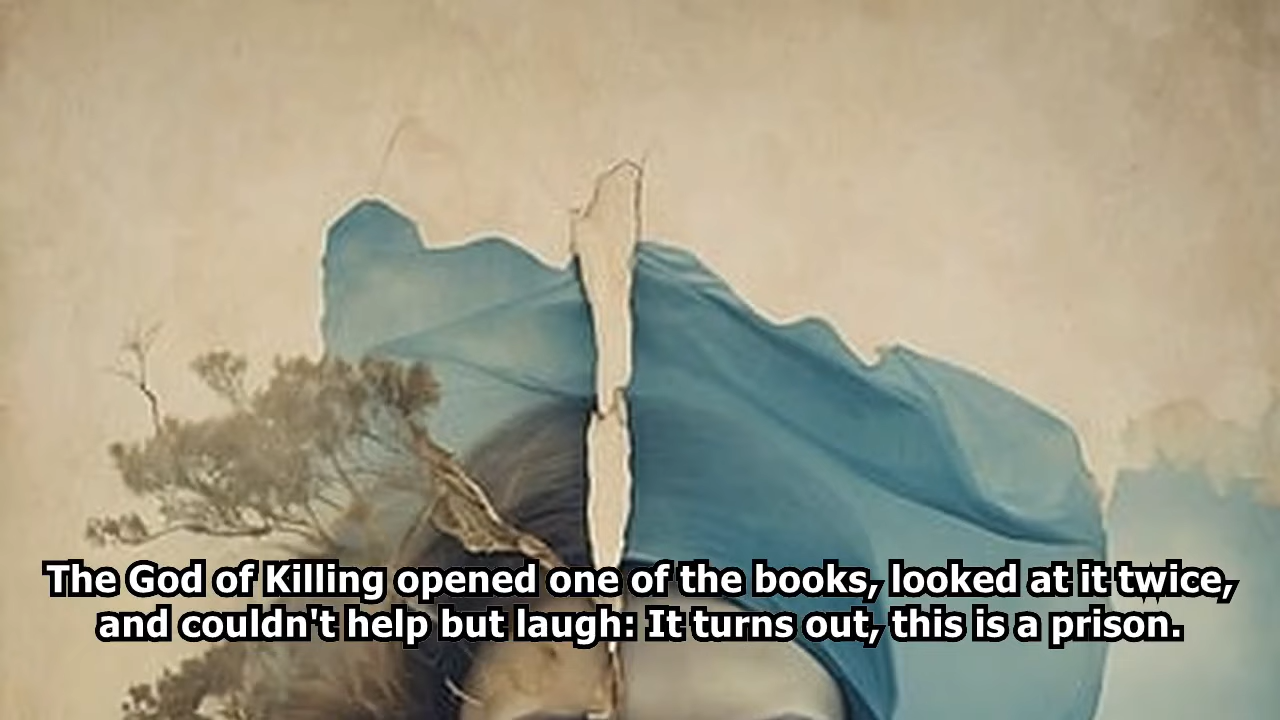 The God of Killing opened one of the books, looked at it twice,
and couldn't help but laugh: It turns out, this is a prison.